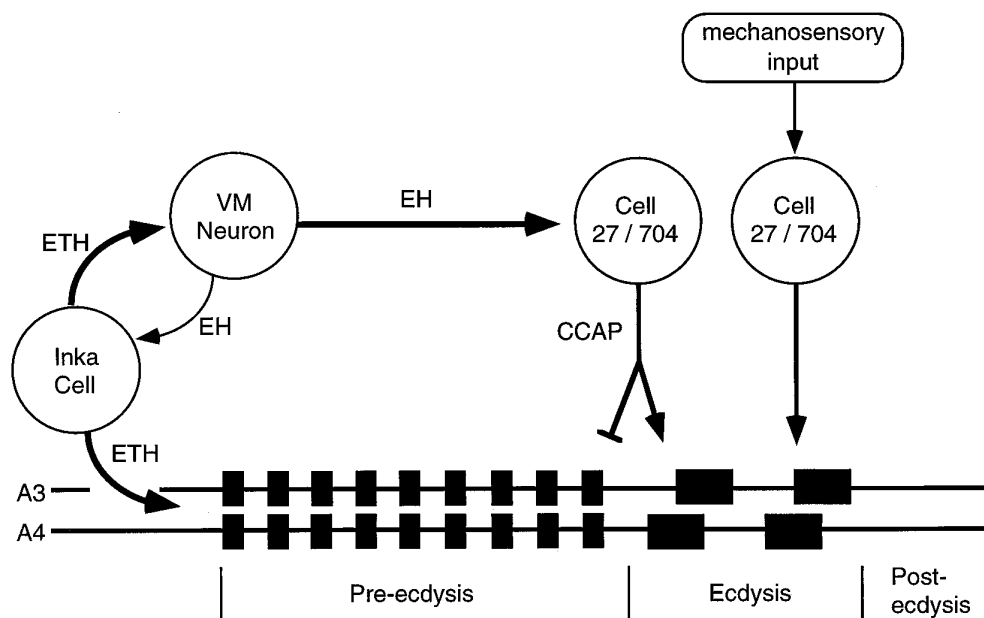 mechanosensory
input
VM
Neuron
EH
Cell
27 / 704
Cell
27 / 704
ETH
EH
CCAP
Inka
Cell
ETH
A3
A4
Pre-ecdysis
Ecdysis
Post-
ecdysis